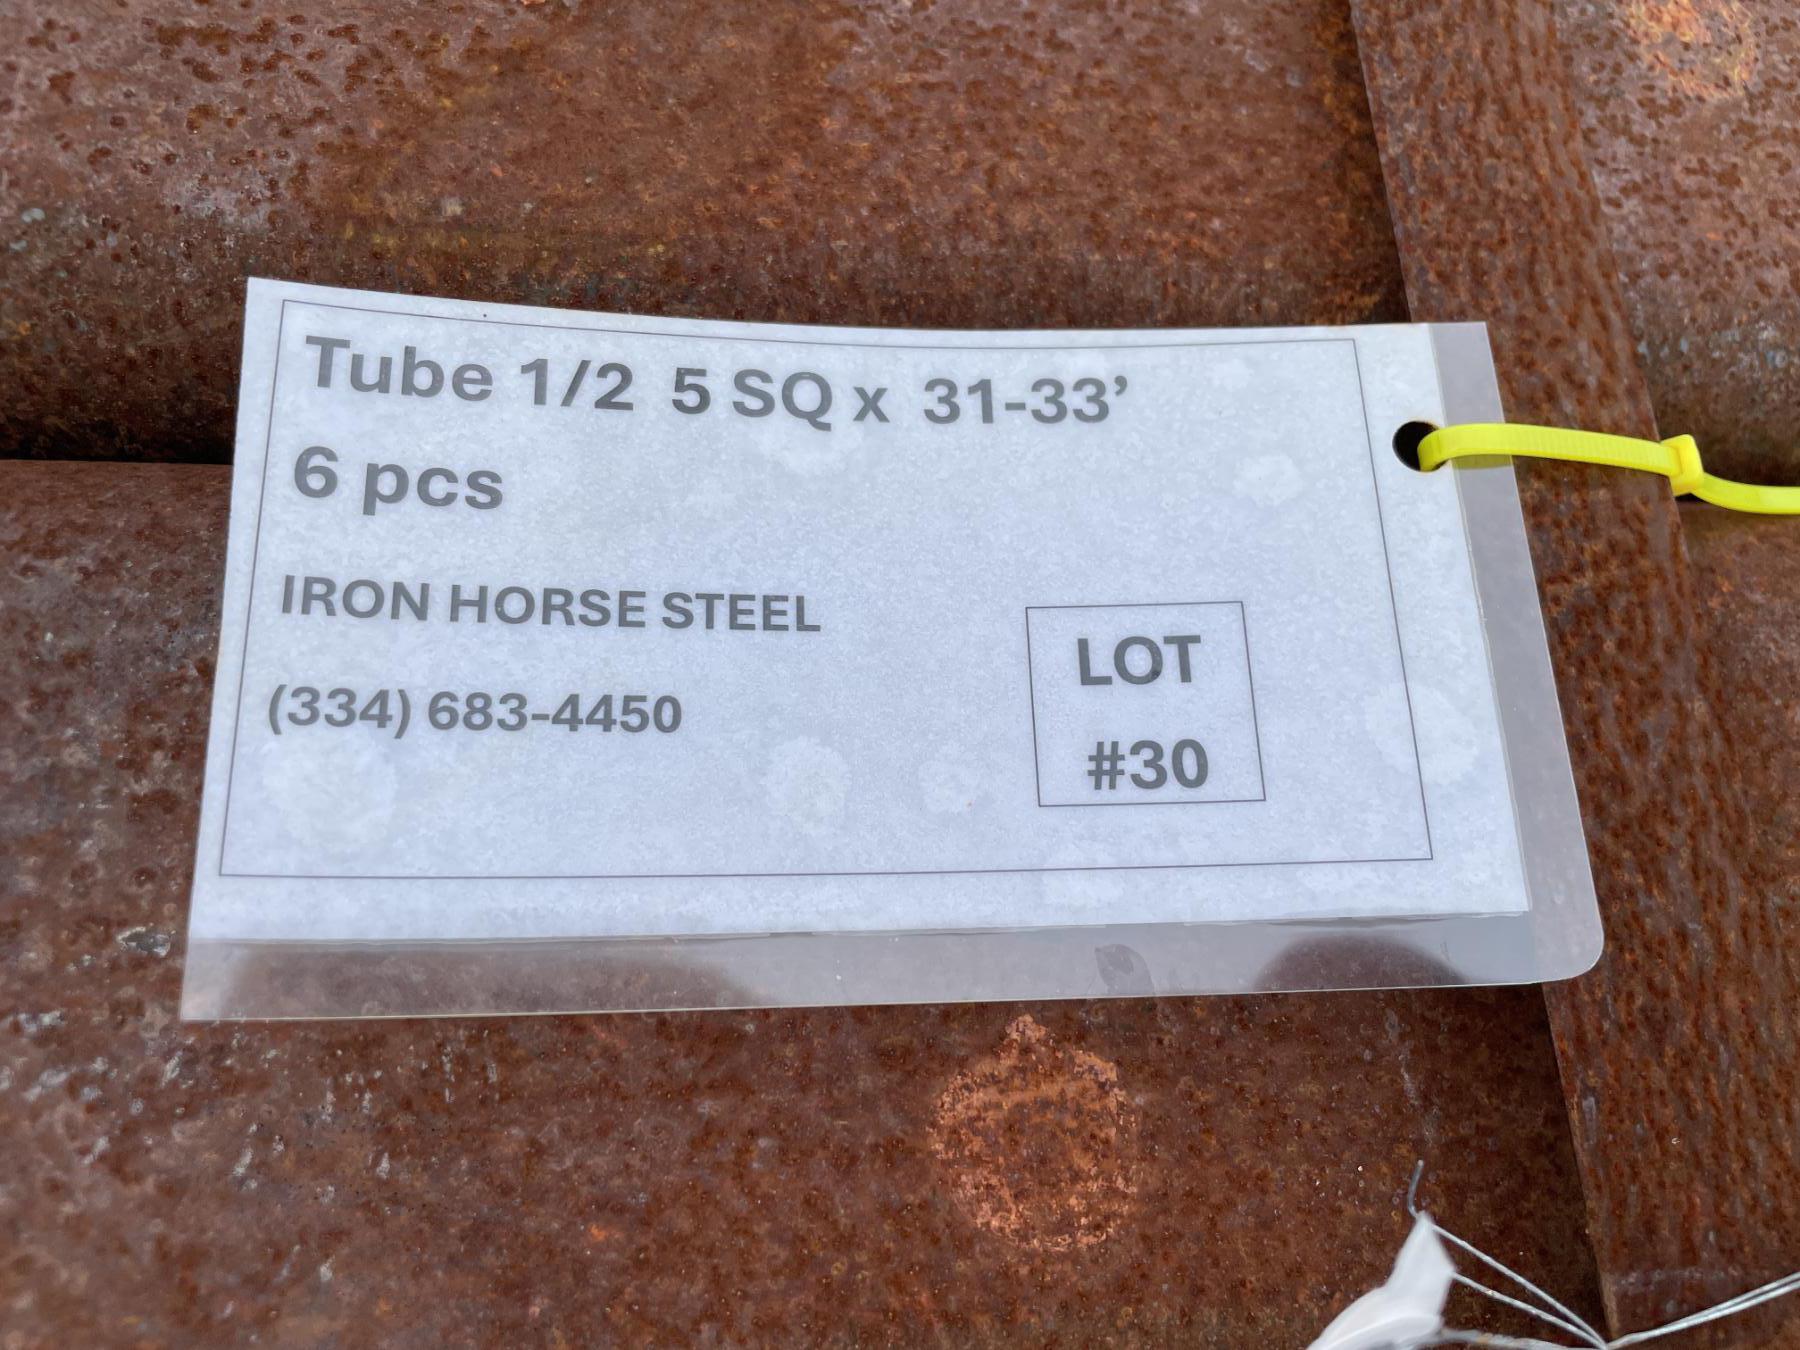 Tube 1/2 5 SQ x 31-33’
6 pcs
IRON HORSE STEEL
(334) 683-4450
LOT
#30